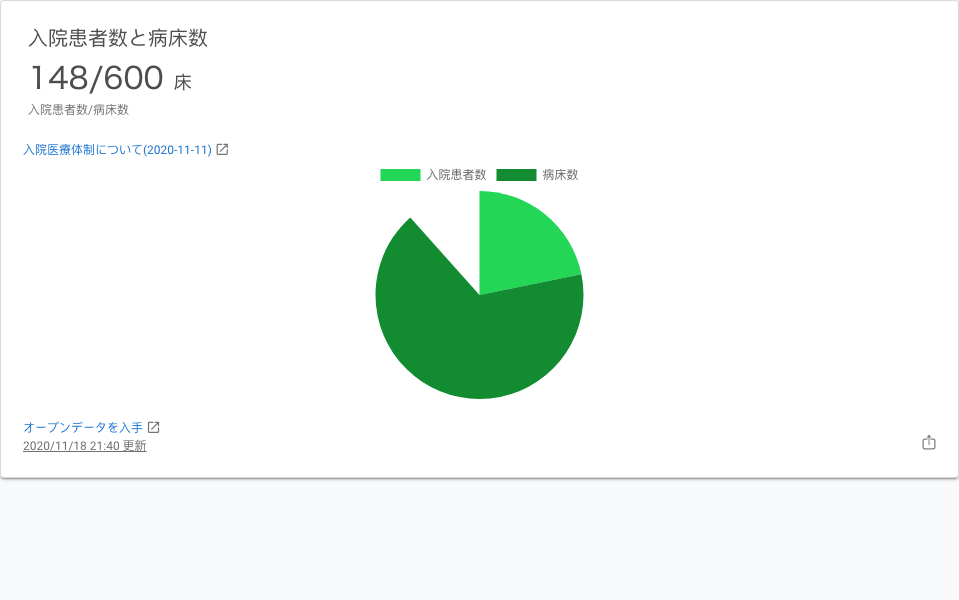 入院患者数と病床数
148/600 床
入院患者数/病床数
入院医療体制について(2020-11-11)
入院患者数 病床数
オープンデータを入手
2020/11/18 21:40 更新